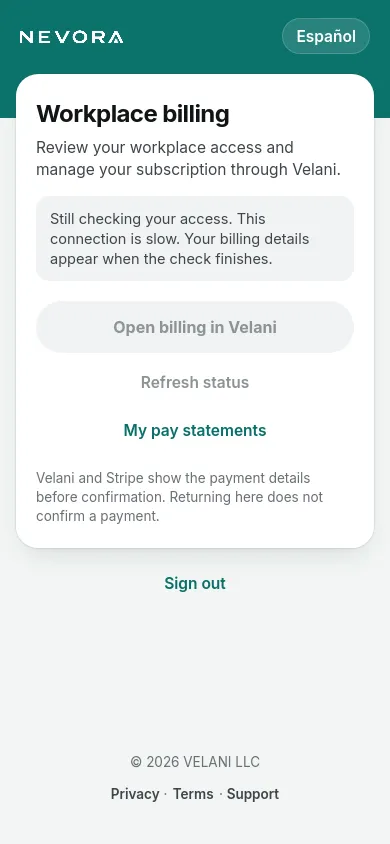 NEVORA
Español
Workplace billing
Review your workplace access and
manage your subscription through Velani.
Still checking your access. This
connection is slow. Your billing details
appear when the check finishes.
Open billing in Velani
Refresh status
My pay statements
Velani and Stripe show the payment details
before confirmation. Returning here does not
confirm a payment.
Sign out
© 2026 VELANI LLC
Privacy · Terms · Support